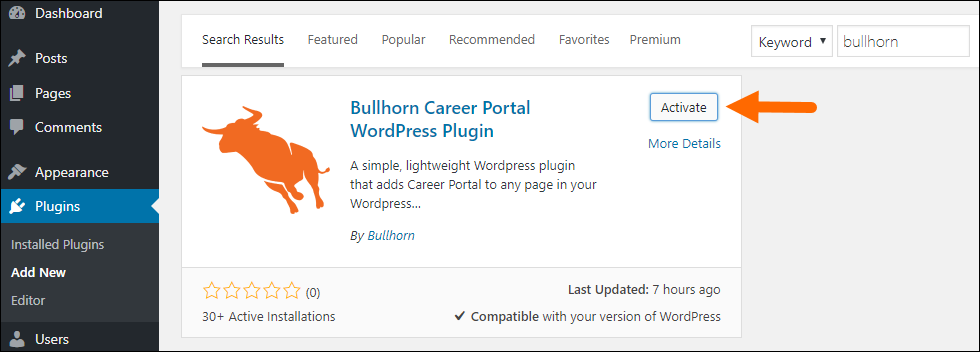 Dashboard
Posts
Pages
Comments
Appearance
Plugins
Installed Plugins
Add New
Editor
Users
Search Results Featured Popular Recommended Favorites Premium Keyword bullhorn
Bullhorn Career Portal
WordPress Plugin
Activate
More Details
A simple, lightweight Wordpress plugin
that adds Career Portal to any page in your
Wordpress...
By Bullhorn
(0)
30+ Active Installations
Last Updated: 7 hours ago
Compatible with your version of WordPress